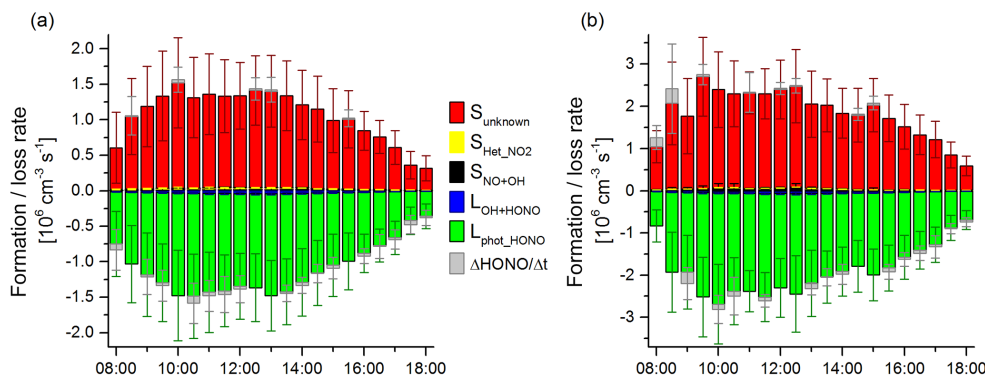 (a)
(b)
Formation / loss rate
[10⁶ cm⁻³ s⁻¹]
2.0
1.5
1.0
0.5
0.0
-0.5
-1.0
-1.5
-2.0
08:00 10:00 12:00 14:00 16:00 18:00
S_unknown
S_Het_NO2
S_NO+OH
L_OH+HONO
L_phot_HONO
ΔHONO/Δt
Formation / loss rate
[10⁶ cm⁻³ s⁻¹]
3
2
1
0
-1
-2
-3
08:00 10:00 12:00 14:00 16:00 18:00